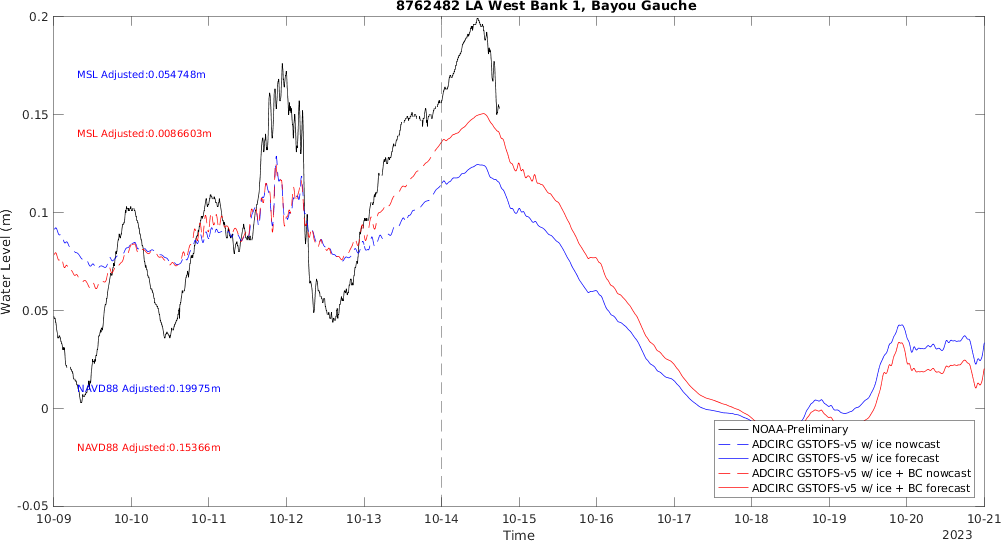 8762482 LA West Bank 1, Bayou Gauche
0.2
0.15
0.1
0.05
0
-0.05
Water Level (m)
MSL Adjusted:0.054748m
MSL Adjusted:0.0086603m
NAVD88 Adjusted:0.19975m
NAVD88 Adjusted:0.15366m
NOAA-Preliminary
ADCIRC GSTOFS-v5 w/ ice nowcast
ADCIRC GSTOFS-v5 w/ ice forecast
ADCIRC GSTOFS-v5 w/ ice + BC nowcast
ADCIRC GSTOFS-v5 w/ ice + BC forecast
10-09 10-10 10-11 10-12 10-13 10-14 10-15 10-16 10-17 10-18 10-19 10-20 10-21
Time
2023